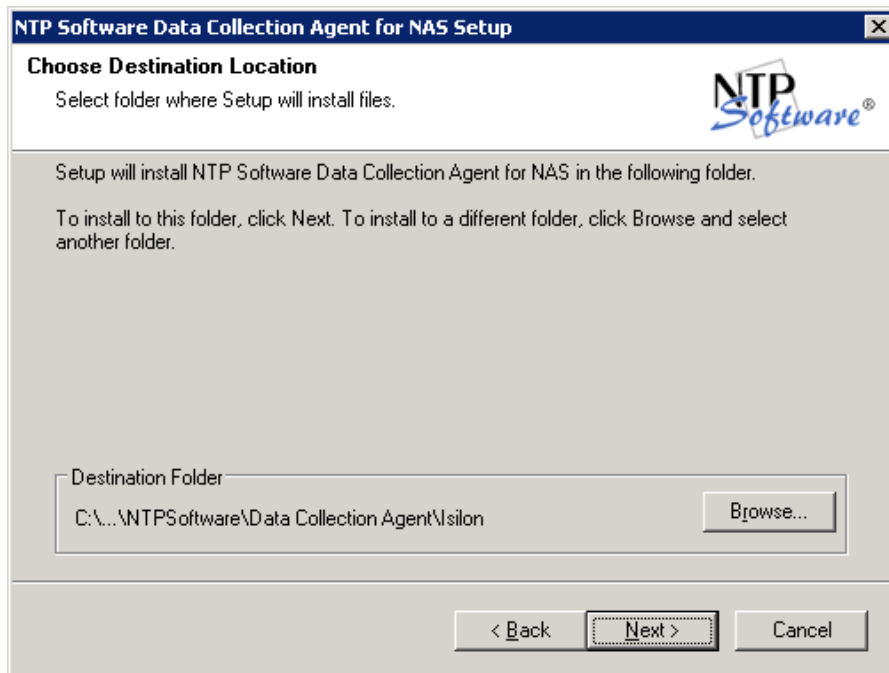 NTP Software Data Collection Agent for NAS Setup
Choose Destination Location
Select folder where Setup will install files.
NTP
Software®
Setup will install NTP Software Data Collection Agent for NAS in the following folder.
To install to this folder, click Next. To install to a different folder, click Browse and select
another folder.
Destination Folder
C:\...\NTPSoftware\Data Collection Agent\Isilon
Browse...
< Back
Next >
Cancel